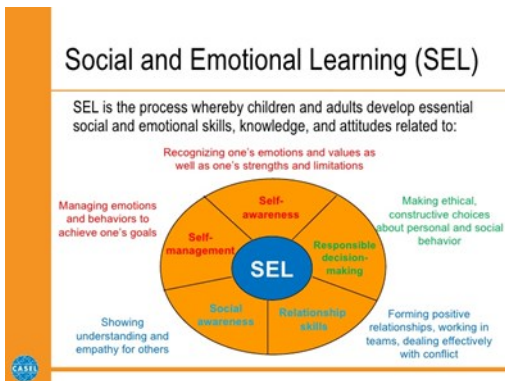 Social and Emotional Learning (SEL)
SEL is the process whereby children and adults develop essential
social and emotional skills, knowledge, and attitudes related to:
Recognizing one's emotions and values as
well as one's strengths and limitations
Managing emotions
and behaviors to
achieve one's goals
Self-
awareness
Making ethical,
constructive choices
about personal and social
behavior
Self-
management
Responsible
decision-
making
SEL
Social
awareness
Relationship
skills
Showing
understanding and
empathy for others
Forming positive
relationships, working in
teams, dealing effectively
with conflict
CASEL